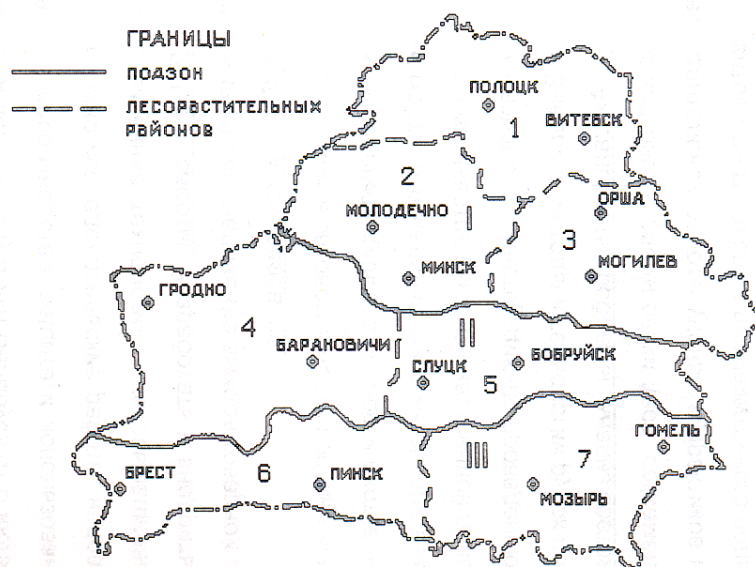 ГРАНИЦЫ
ПОДЗОН
ЛЕСОРАСТИТЕЛЬНЫХ
РАЙОНОВ
ПОЛОЦК
1
ВИТЕБСК
2
ОРША
МОЛОДЕЧНО
I
3
МИНСК
МОГИЛЕВ
ГРОДНО
4
II
БАРАНОВИЧИ
СЛУЦК
БОБРУЙСК
5
ГОМЕЛЬ
6
III
7
БРЕСТ
ПИНСК
МОЗЫРЬ